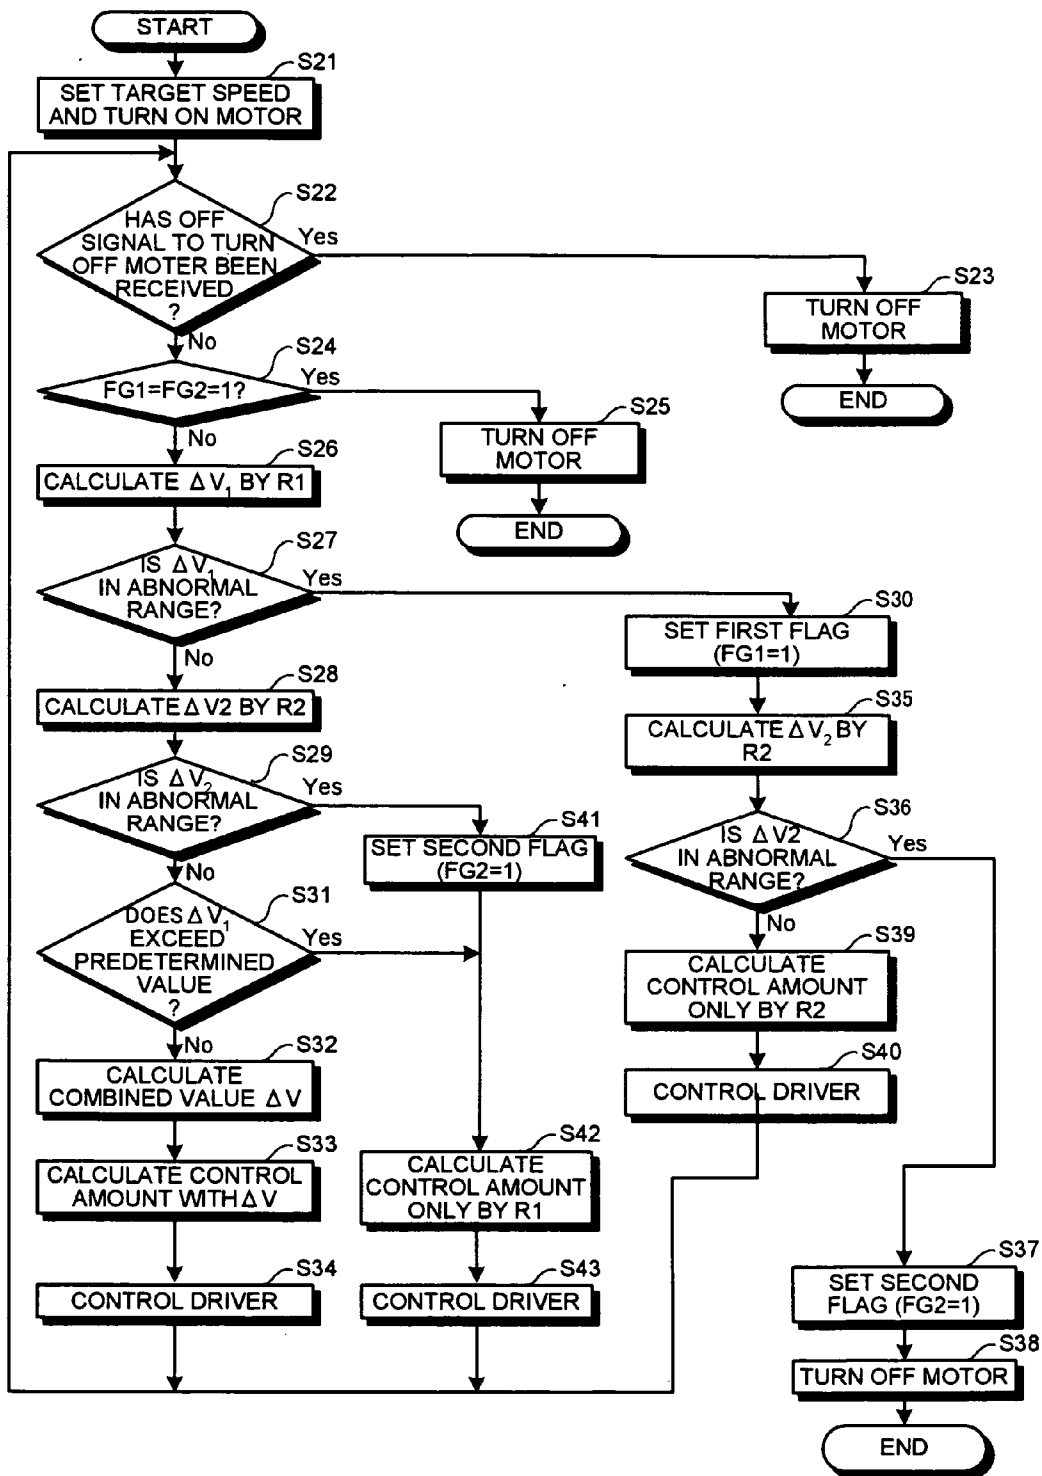 START
S21
SET TARGET SPEED
AND TURN ON MOTOR
S22
HAS OFF
SIGNAL TO TURN
OFF MOTER BEEN
RECEIVED
?
Yes
No
S23
TURN OFF
MOTOR
END
S24
FG1=FG2=1?
Yes
No
S25
TURN OFF
MOTOR
END
S26
CALCULATE ΔV₁ BY R1
S27
IS ΔV₁
IN ABNORMAL
RANGE?
Yes
No
S28
CALCULATE ΔV2 BY R2
S29
IS ΔV₂
IN ABNORMAL
RANGE?
Yes
No
S30
SET FIRST FLAG
(FG1=1)
S35
CALCULATE ΔV₂ BY
R2
S36
IS ΔV2
IN ABNORMAL
RANGE?
Yes
No
S41
SET SECOND FLAG
(FG2=1)
S31
DOES ΔV₁
EXCEED
PREDETERMINED
VALUE
?
Yes
No
S39
CALCULATE
CONTROL AMOUNT
ONLY BY R2
S40
CONTROL DRIVER
S32
CALCULATE
COMBINED VALUE ΔV
S33
CALCULATE CONTROL
AMOUNT WITH ΔV
S34
CONTROL DRIVER
S42
CALCULATE
CONTROL AMOUNT
ONLY BY R1
S43
CONTROL DRIVER
S37
SET SECOND
FLAG (FG2=1)
S38
TURN OFF MOTOR
END